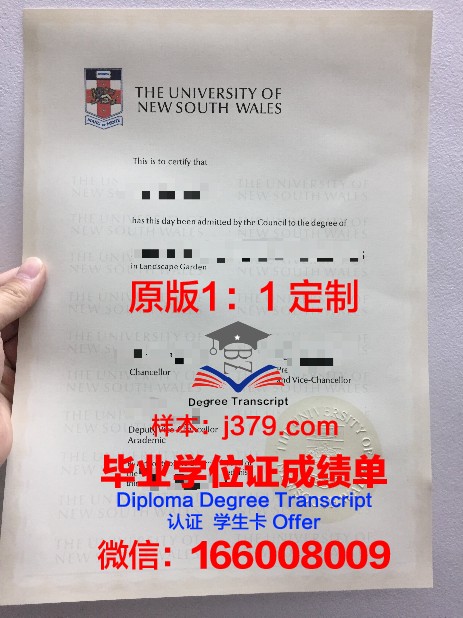 THE UNIVERSITY OF
NEW SOUTH WALES
This is to certify that
has this day been admitted by the Council to the degree of
in Landscape Garden
原版1：1 定制
Chancellor
and Vice-Chancellor
Degree Transcript
样本：j379.com
Deputy Vice-Chancellor
Academic
毕业学位证成绩单
Diploma Degree Transcript
认证 学生卡 Offer
微信：166008009